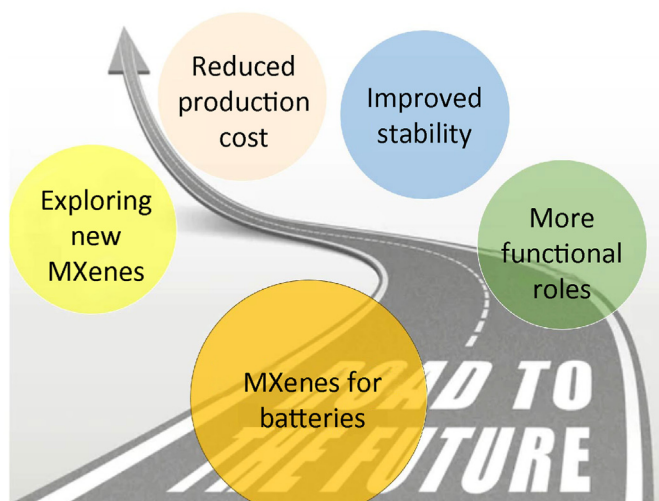 Reduced
production
cost
Improved
stability
Exploring
new
MXenes
More
functional
roles
MXenes for
batteries
ROAD TO
THE FUTURE